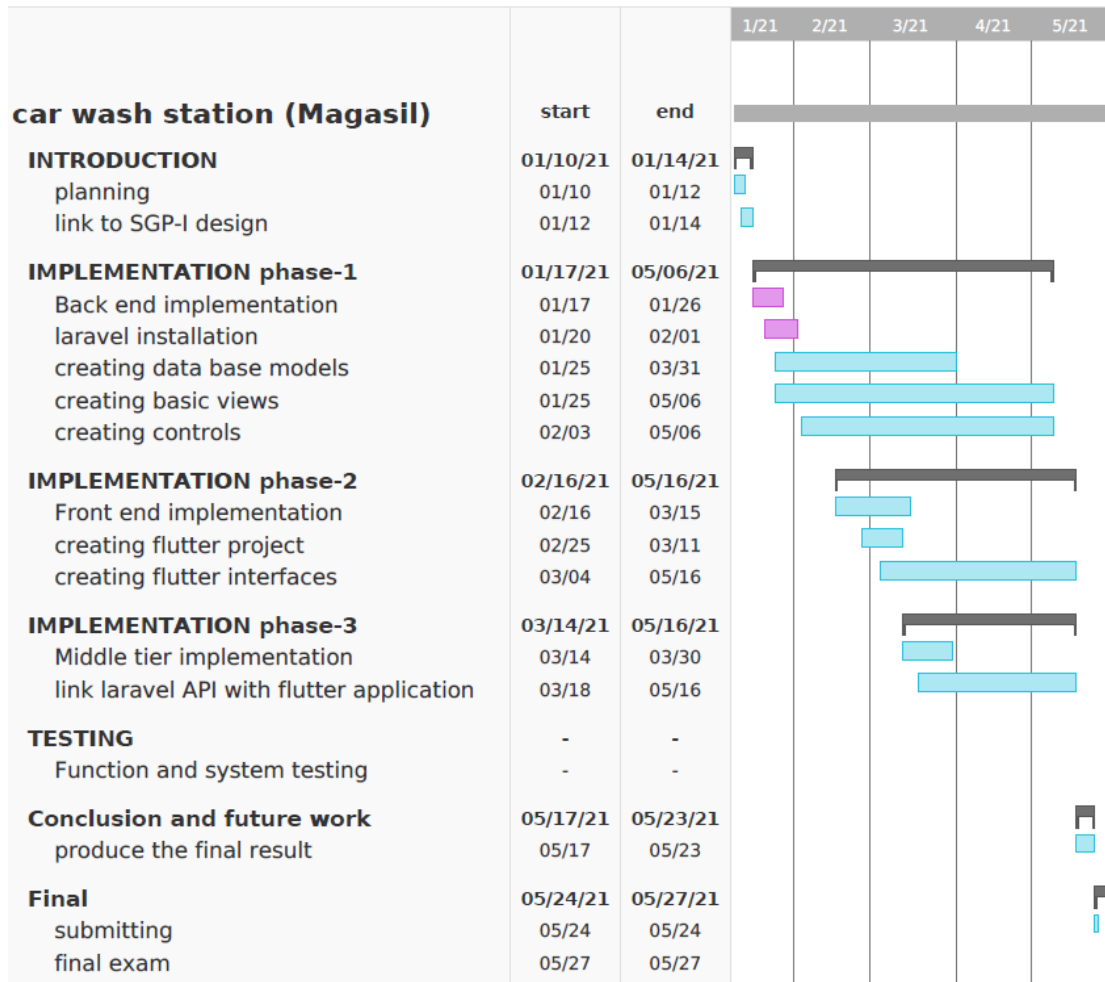 1/21 2/21 3/21 4/21 5/21
car wash station (Magasil) start end
INTRODUCTION 01/10/21 01/14/21
planning 01/10 01/12
link to SGP-I design 01/12 01/14
IMPLEMENTATION phase-1 01/17/21 05/06/21
Back end implementation 01/17 01/26
laravel installation 01/20 02/01
creating data base models 01/25 03/31
creating basic views 01/25 05/06
creating controls 02/03 05/06
IMPLEMENTATION phase-2 02/16/21 05/16/21
Front end implementation 02/16 03/15
creating flutter project 02/25 03/11
creating flutter interfaces 03/04 05/16
IMPLEMENTATION phase-3 03/14/21 05/16/21
Middle tier implementation 03/14 03/30
link laravel API with flutter application 03/18 05/16
TESTING - -
Function and system testing - -
Conclusion and future work 05/17/21 05/23/21
produce the final result 05/17 05/23
Final 05/24/21 05/27/21
submitting 05/24 05/24
final exam 05/27 05/27